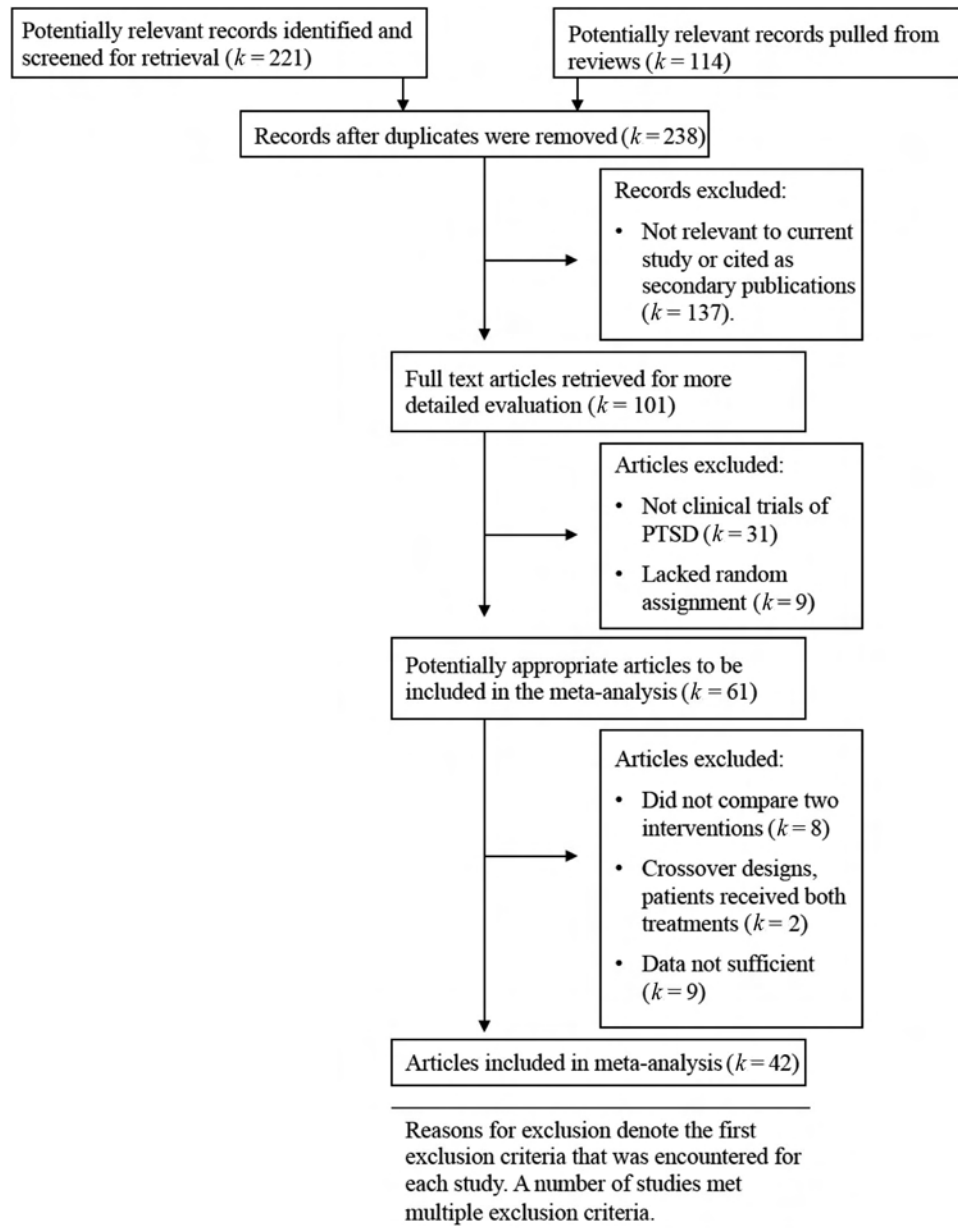 Potentially relevant records identified and
screened for retrieval (k = 221)
Potentially relevant records pulled from
reviews (k = 114)
Records after duplicates were removed (k = 238)
Records excluded:
• Not relevant to current
study or cited as
secondary publications
(k = 137).
Full text articles retrieved for more
detailed evaluation (k = 101)
Articles excluded:
• Not clinical trials of
PTSD (k = 31)
• Lacked random
assignment (k = 9)
Potentially appropriate articles to be
included in the meta-analysis (k = 61)
Articles excluded:
• Did not compare two
interventions (k = 8)
• Crossover designs,
patients received both
treatments (k = 2)
• Data not sufficient
(k = 9)
Articles included in meta-analysis (k = 42)
Reasons for exclusion denote the first
exclusion criteria that was encountered for
each study. A number of studies met
multiple exclusion criteria.